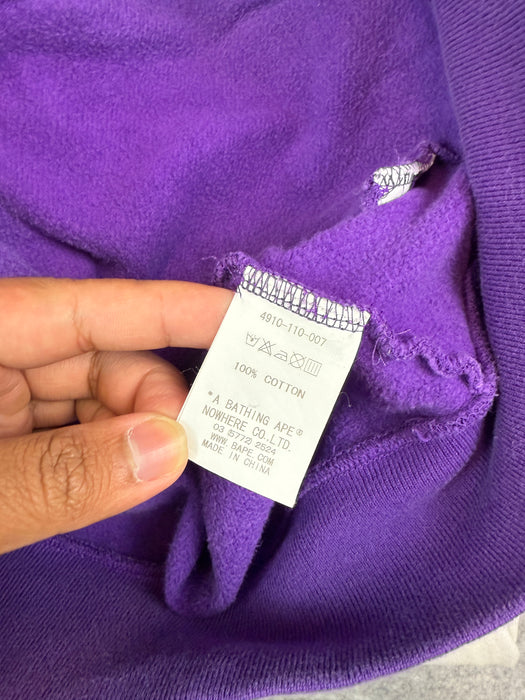 4910-110-007
100% COTTON
*A BATHING APE®
NOWHERE CO.,LTD.
03 (5772) 2524
WWW.BAPE.COM
MADE IN CHINA